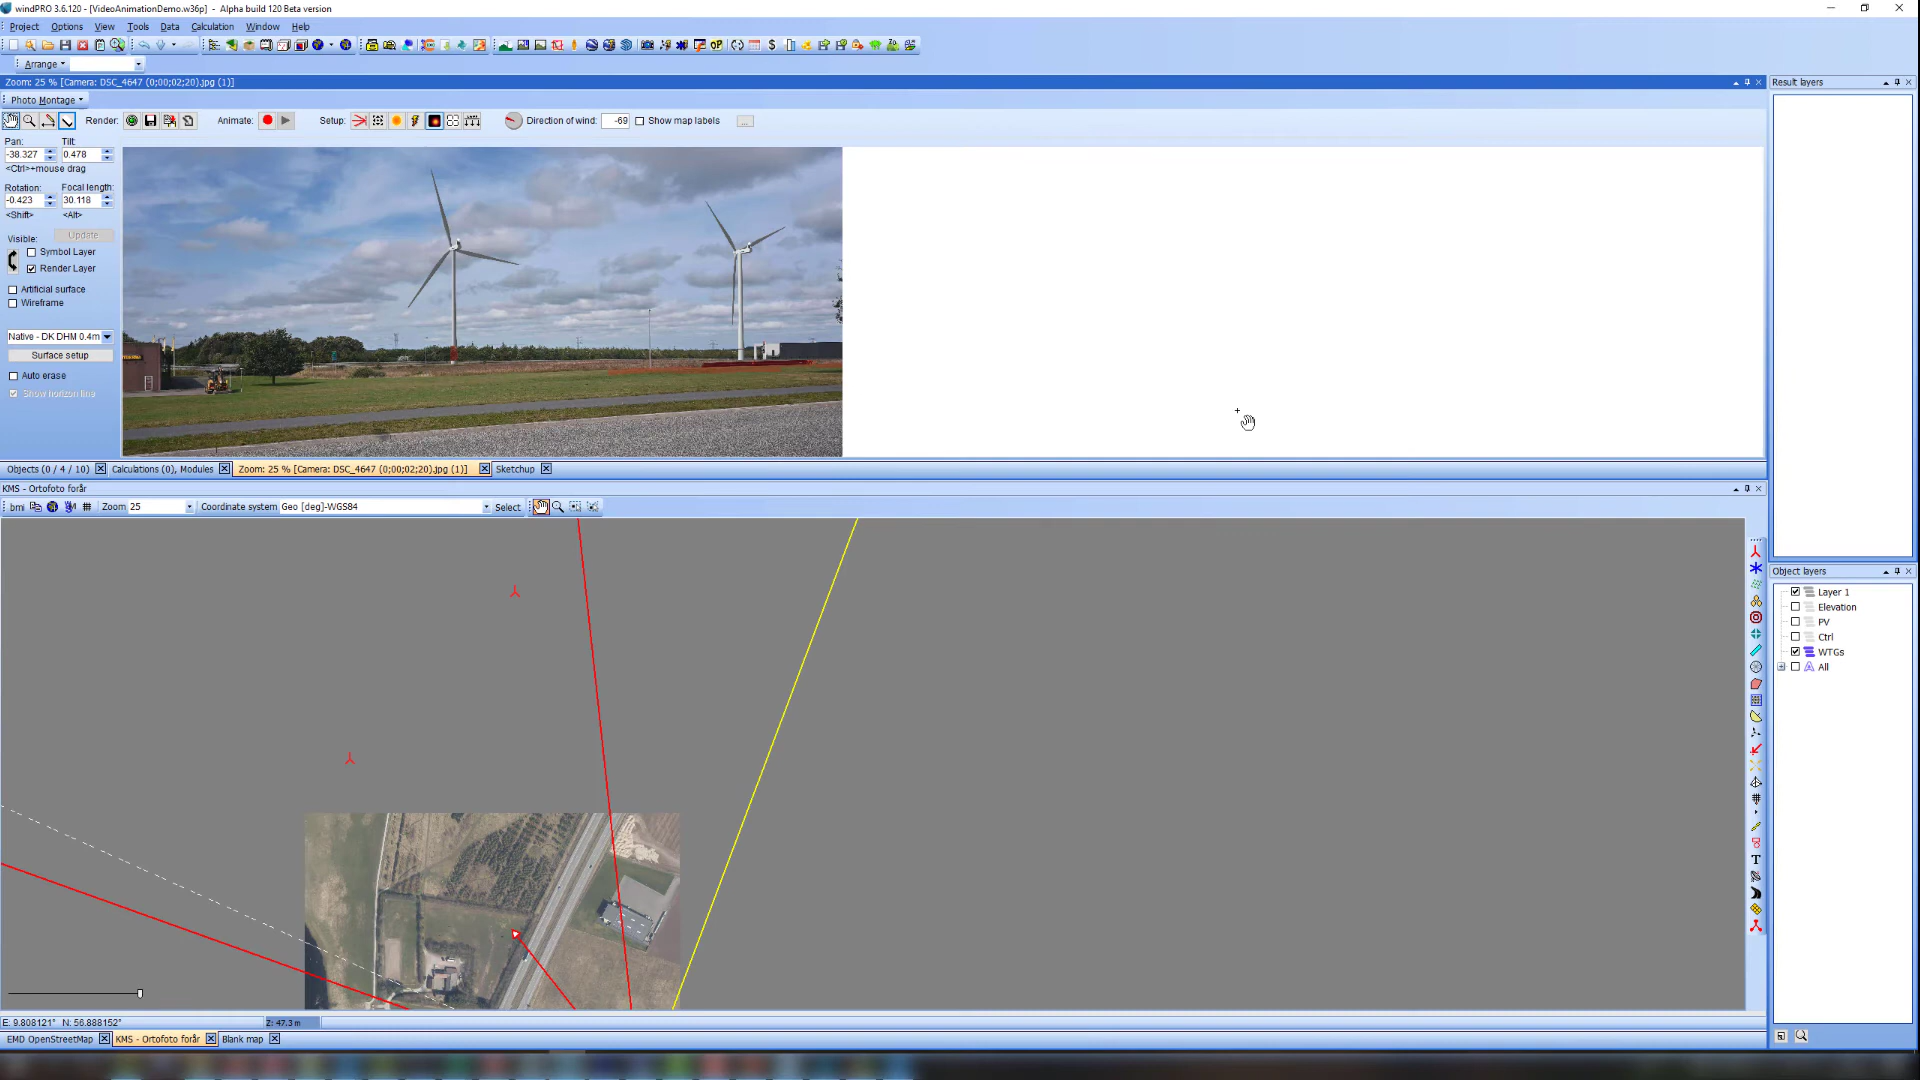 windPRO 3.6.120 - [VideoAnimationDemo.w36p] - Alpha build 120 Beta version
Project Options View Tools Data Calculation Window Help
Arrange
Zoom: 25 % [Camera: DSC_4647 (0;00;02;20).jpg (1)]
Result layers
Photo Montage
Render: Animate: Setup: Direction of wind: -69 Show map labels ...
Pan: Tilt:
-38.327 0.478
<Ctrl>+mouse drag
Rotation: Focal length:
-0.423 30.118
<Shift> <Alt>
Update
Visible:
Symbol Layer
Render Layer
Artificial surface
Wireframe
Native - DK DHM 0.4m
Surface setup
Auto erase
Show horizon line
Objects (0 / 4 / 10) Calculations (0), Modules Zoom: 25 % [Camera: DSC_4647 (0;00;02;20).jpg (1)] Sketchup
KMS - Ortofoto forår
bmi Zoom 25 Coordinate system Geo [deg]-WGS84 Select
Object layers
Layer 1
Elevation
PV
Ctrl
WTGs
All
E: 9.808121° N: 56.888152° Z: 47.3 m
EMD OpenStreetMap KMS - Ortofoto forår Blank map